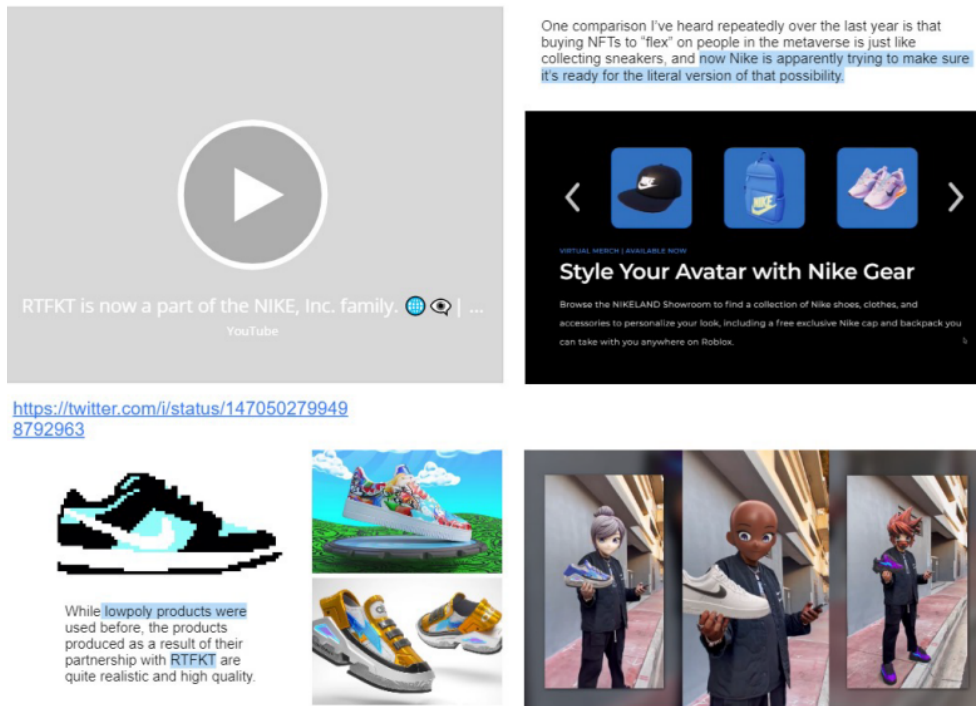 RTFKT is now a part of the NIKE, Inc. family. 🌐👁 | ...
YouTube
One comparison I've heard repeatedly over the last year is that
buying NFTs to “flex” on people in the metaverse is just like
collecting sneakers, and now Nike is apparently trying to make sure
it's ready for the literal version of that possibility.
NIKE
VIRTUAL MERCH | AVAILABLE NOW
Style Your Avatar with Nike Gear
Browse the NIKELAND Showroom to find a collection of Nike shoes, clothes, and
accessories to personalize your look, including a free exclusive Nike cap and backpack you
can take with you anywhere on Roblox.
https://twitter.com/i/status/147050279949
8792963
While lowpoly products were
used before, the products
produced as a result of their
partnership with RTFKT are
quite realistic and high quality.